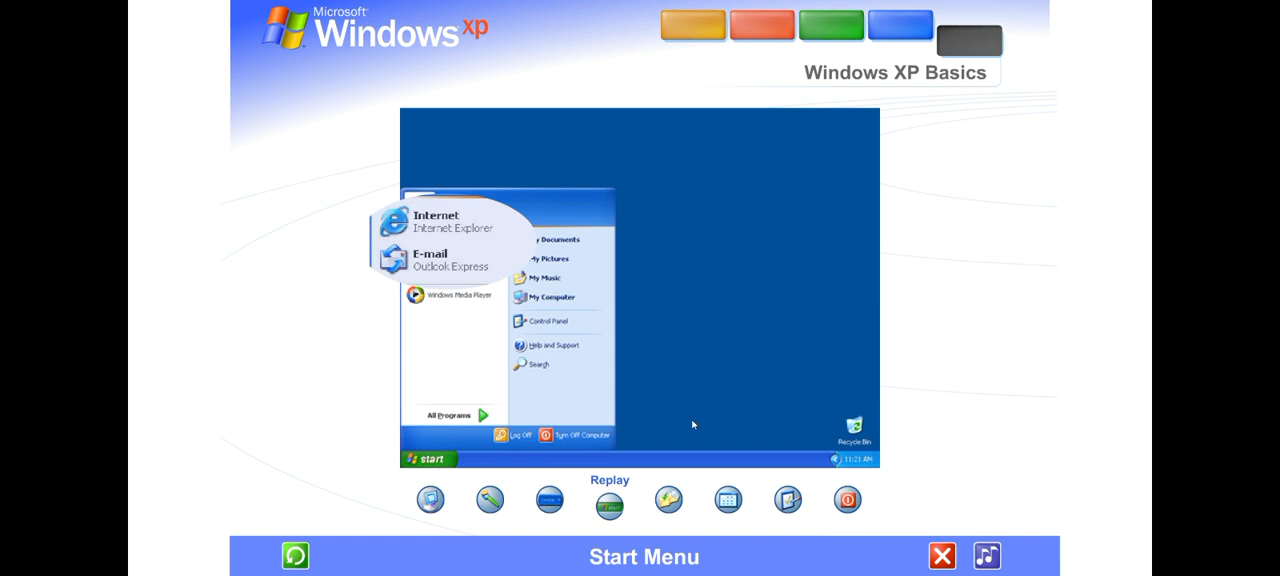 Microsoft
Windows xp
Windows XP Basics
Internet
Internet Explorer
E-mail
Outlook Express
Windows Media Player
y Documents
My Pictures
My Music
My Computer
Control Panel
Help and Support
Search
All Programs
Log Off
Turn Off Computer
Recycle Bin
start
11:21 AM
Replay
Start Menu